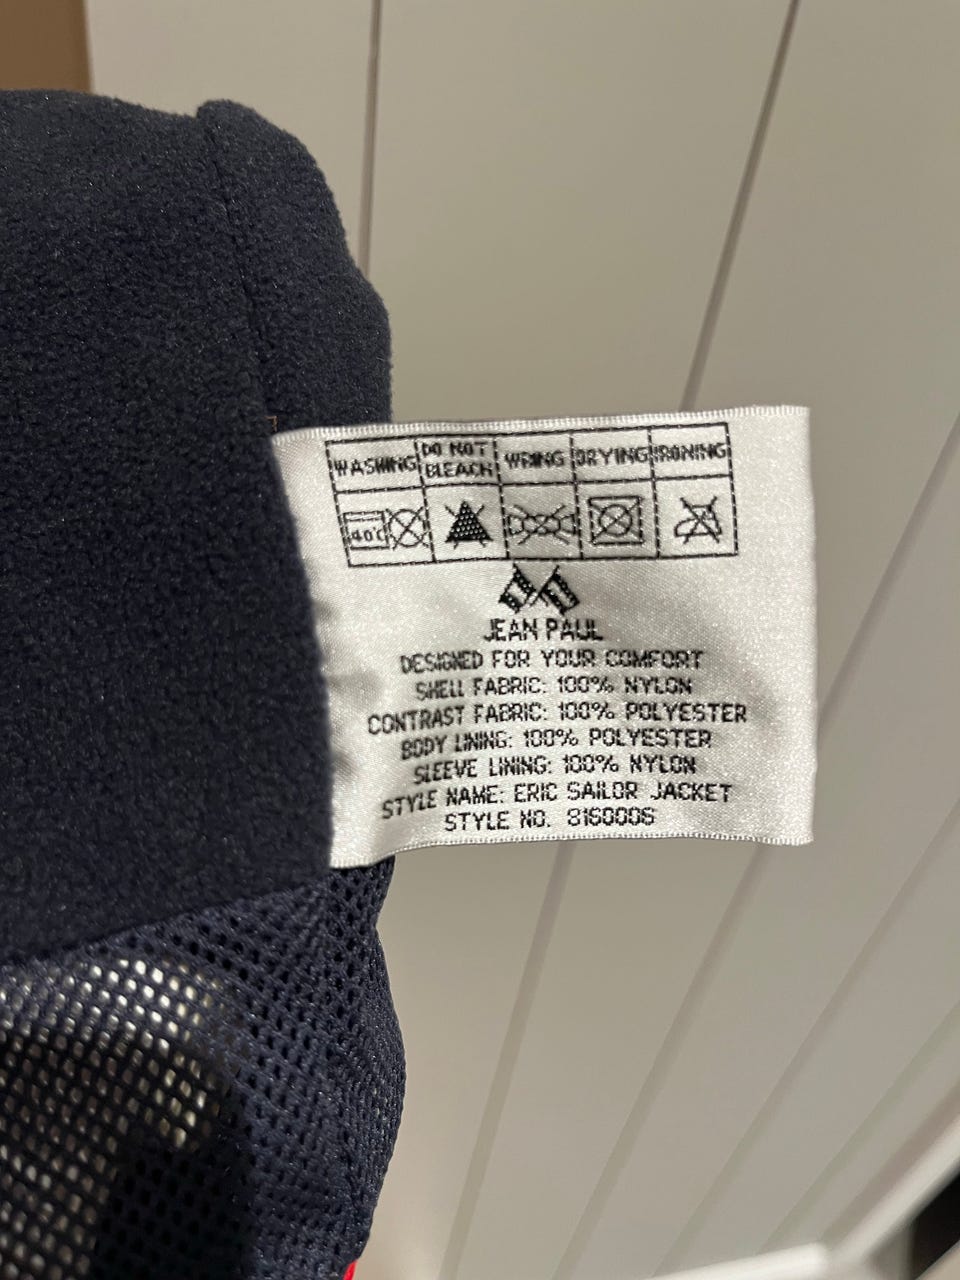 WASHING DO NOT BLEACH WRING DRYING IRONING
40C
JEAN PAUL
DESIGNED FOR YOUR COMFORT
SHELL FABRIC: 100% NYLON
CONTRAST FABRIC: 100% POLYESTER
BODY LINING: 100% POLYESTER
SLEEVE LINING: 100% NYLON
STYLE NAME: ERIC SAILOR JACKET
STYLE NO. 8160006